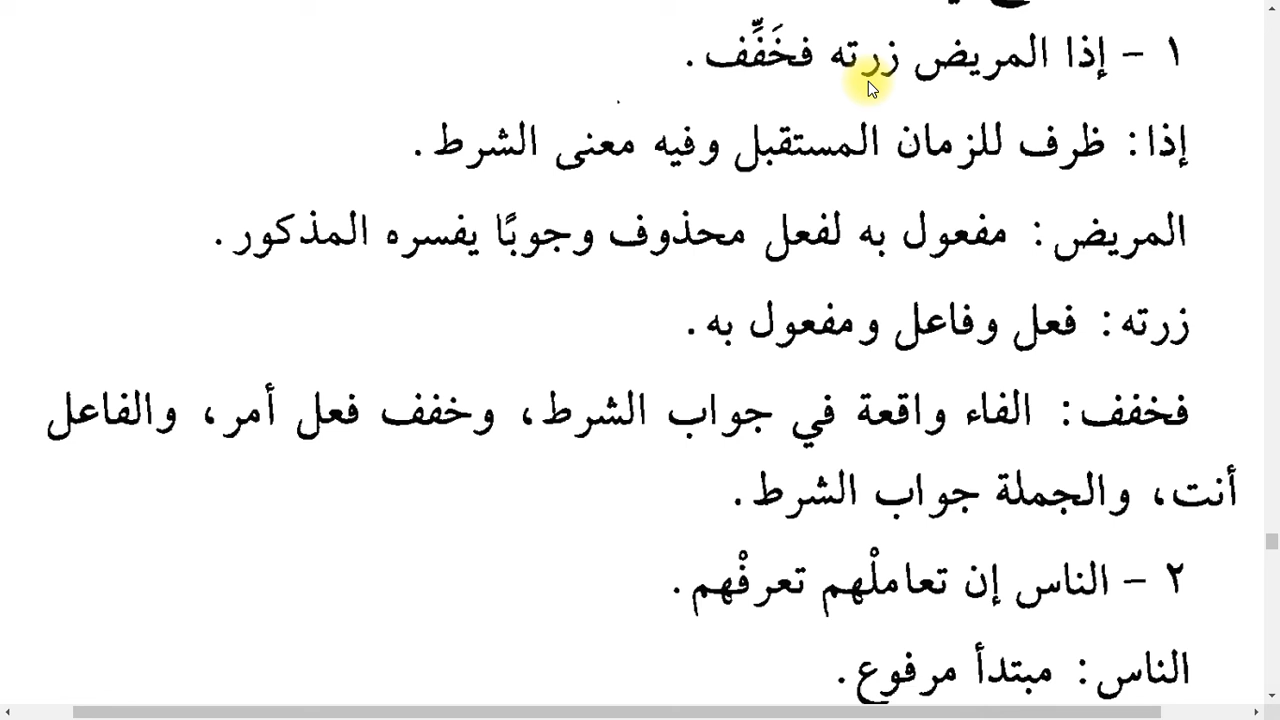 ١ – إذا المريض زرته فخَفِّف .
إذا : ظرف للزمان المستقبل وفيه معنى الشرط .
المريض : مفعول به لفعل محذوف وجوبًا يفسره المذكور .
زرته : فعل وفاعل ومفعول به .
فخفف : الفاء واقعة في جواب الشرط ، وخفف فعل أمر ، والفاعل
أنت ، والجملة جواب الشرط .
٢ – الناس إن تعاملْهم تعرفْهم .
الناس : مبتدأ مرفوع .